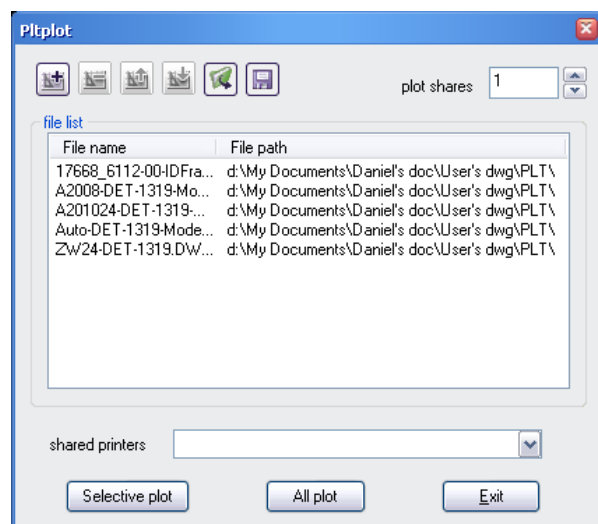 Pltplot
plot shares 1
file list
File name File path
17668_6112-00-IDFra... d:\My Documents\Daniel's doc\User's dwg\PLT\
A2008-DET-1319-Mo... d:\My Documents\Daniel's doc\User's dwg\PLT\
A201024-DET-1319-... d:\My Documents\Daniel's doc\User's dwg\PLT\
Auto-DET-1319-Mode... d:\My Documents\Daniel's doc\User's dwg\PLT\
ZW24-DET-1319.DW... d:\My Documents\Daniel's doc\User's dwg\PLT\
shared printers
Selective plot All plot Exit